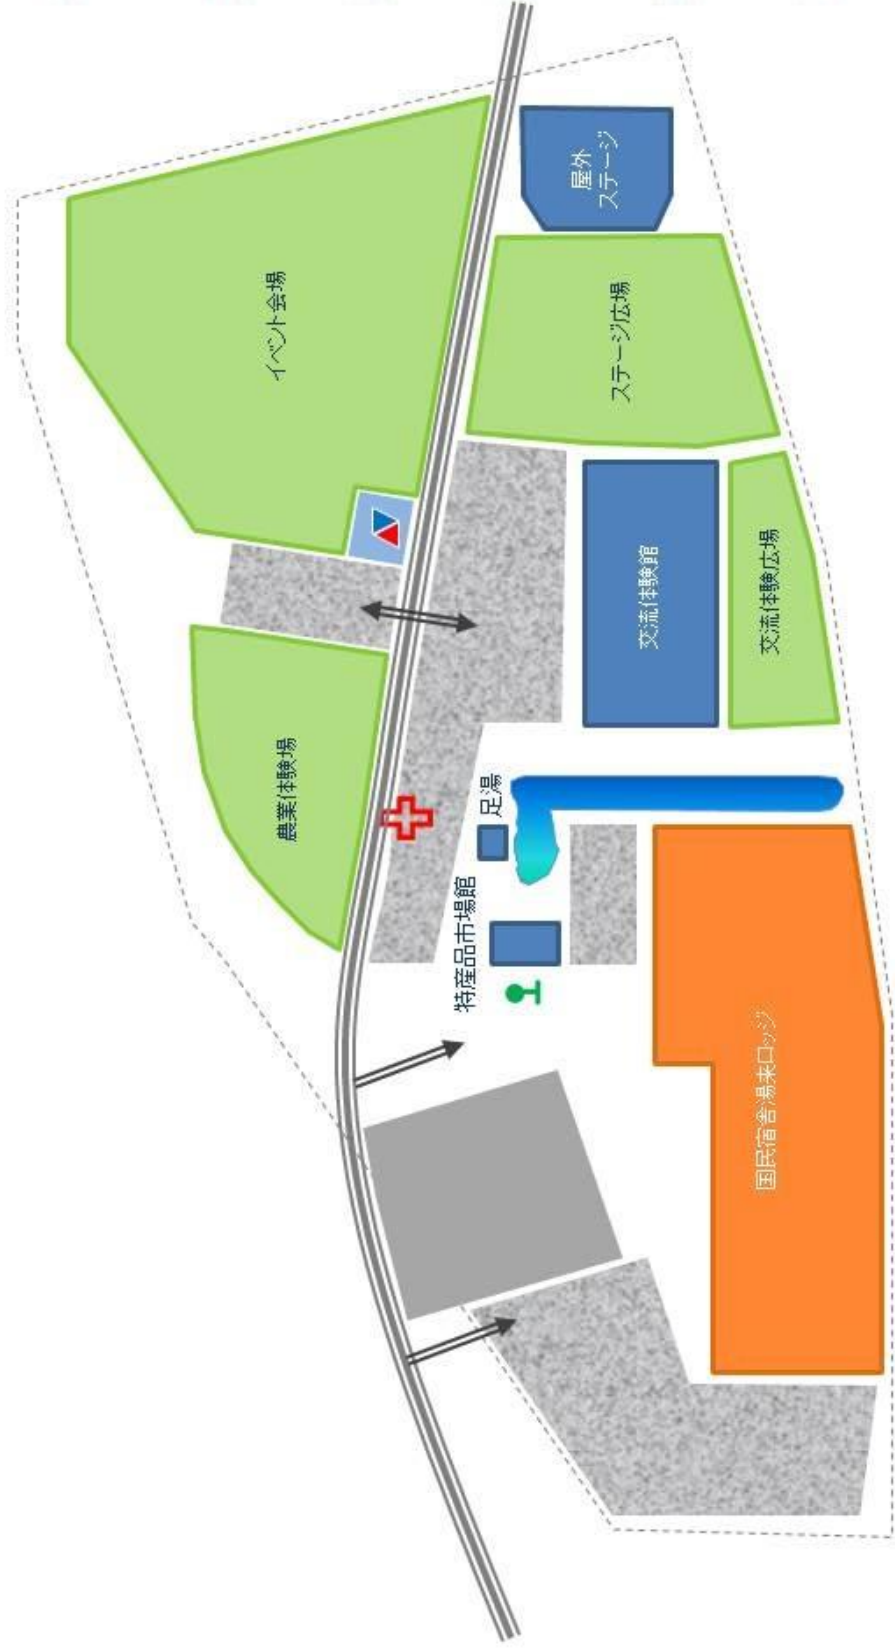 イベント会場
屋外
ステージ
ステージ広場
農業体験場
交流体験館
交流体験広場
足湯
特産品市場館
国民宿舎湯来ロッジ